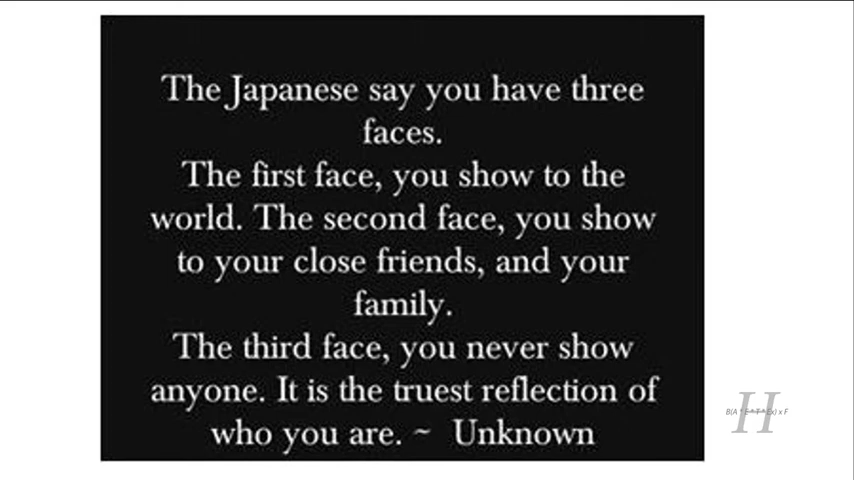 The Japanese say you have three
faces.
The first face, you show to the
world. The second face, you show
to your close friends, and your
family.
The third face, you never show
anyone. It is the truest reflection of
who you are. ~ Unknown
H